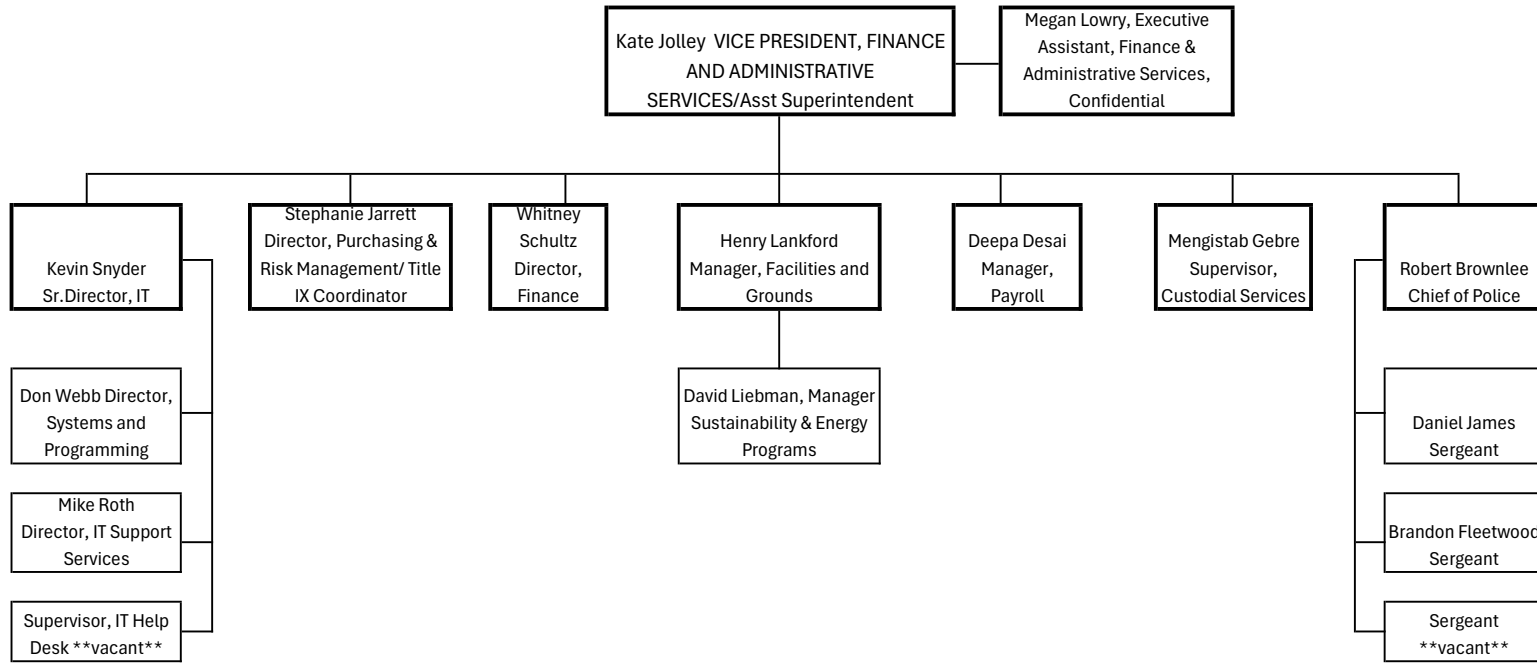 Kate Jolley  VICE PRESIDENT, FINANCE
AND ADMINISTRATIVE
SERVICES/Asst Superintendent
Megan Lowry, Executive
Assistant, Finance &
Administrative Services,
Confidential
Kevin Snyder
Sr.Director, IT
Stephanie Jarrett
Director, Purchasing &
Risk Management/ Title
IX Coordinator
Whitney
Schultz
Director,
Finance
Henry Lankford
Manager, Facilities and
Grounds
Deepa Desai
Manager,
Payroll
Mengistab Gebre
Supervisor,
Custodial Services
Robert Brownlee
Chief of Police
Don Webb Director,
Systems and
Programming
David Liebman, Manager
Sustainability & Energy
Programs
Daniel James
Sergeant
Mike Roth
Director, IT Support
Services
Brandon Fleetwood
Sergeant
Supervisor, IT Help
Desk **vacant**
Sergeant
**vacant**